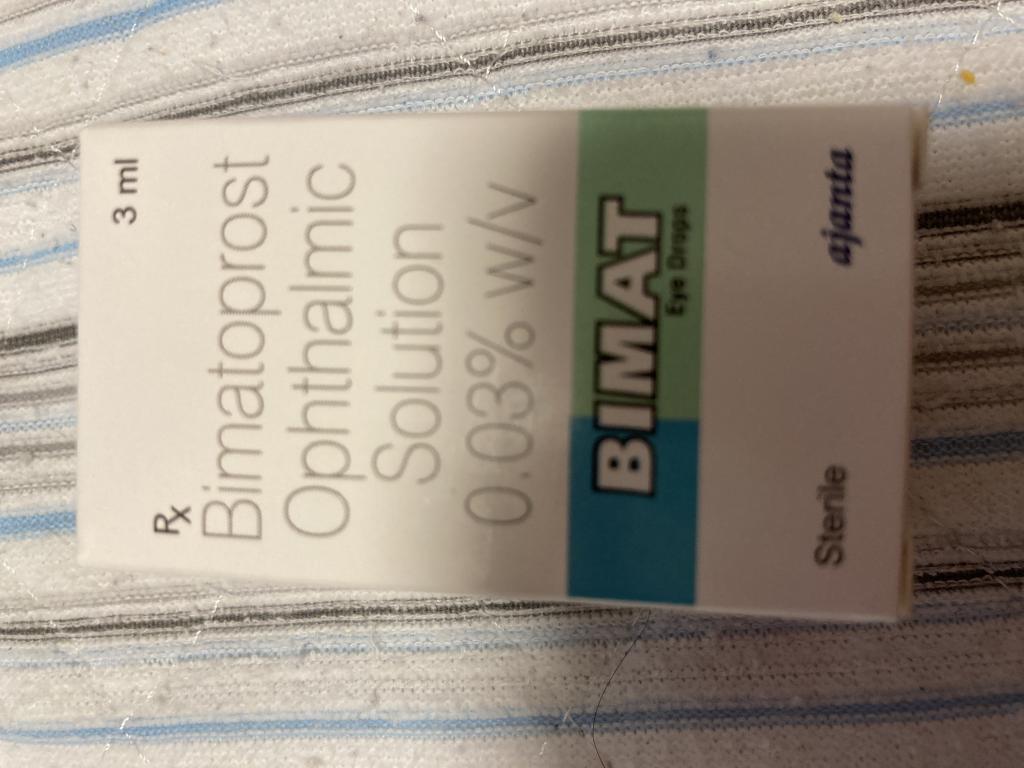 3 ml
Rx
Bimatoprost
Ophthalmic
Solution
0.03% w/v
BIMAT
Eye Drops
Sterile
ajanta